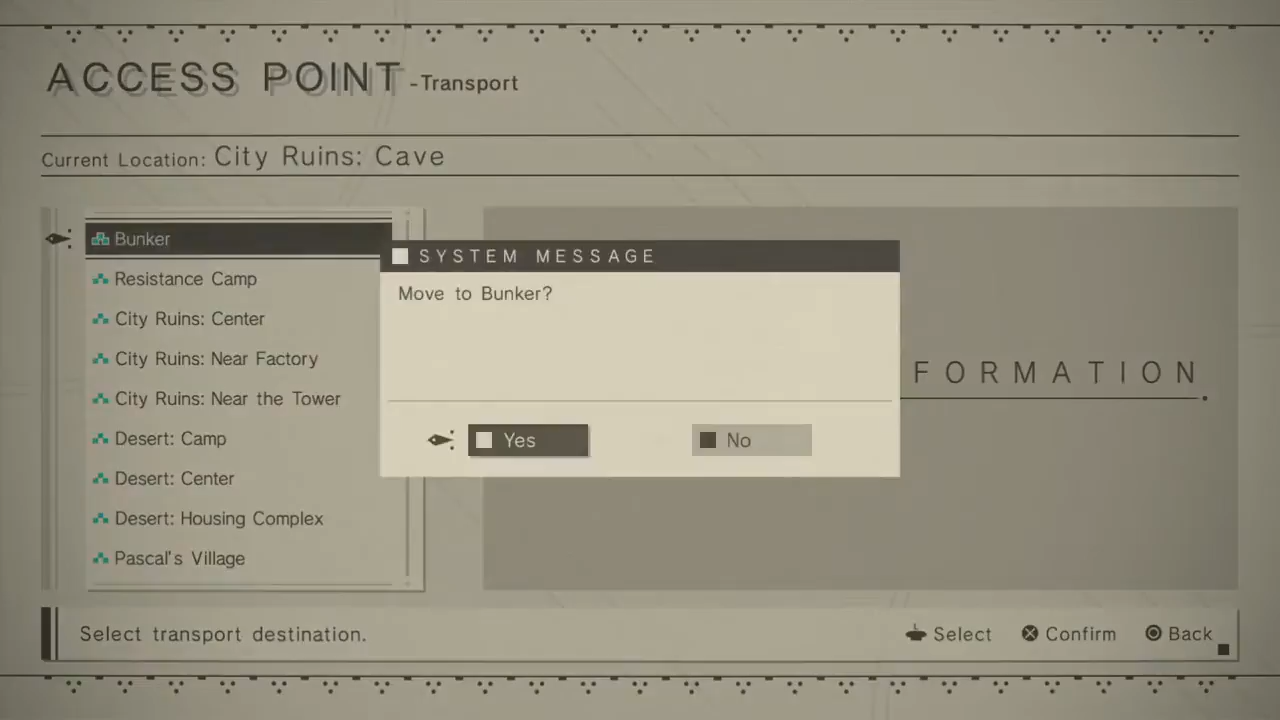 ACCESS POINT -Transport
Current Location: City Ruins: Cave
Bunker
Resistance Camp
City Ruins: Center
City Ruins: Near Factory
City Ruins: Near the Tower
Desert: Camp
Desert: Center
Desert: Housing Complex
Pascal's Village
SYSTEM MESSAGE
Move to Bunker?
Yes
No
FORMATION
Select transport destination.
Select
Confirm
Back